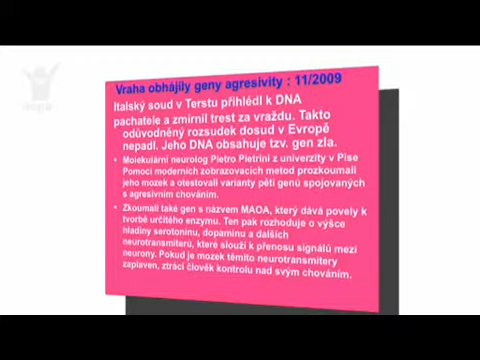 Vraha obhájily geny agresivity : 11/2009
Italský soud v Terstu přihlédl k DNA
pachatele a zmírnil trest za vraždu. Takto
odůvodněný rozsudek dosud v Evropě
nepadl. Jeho DNA obsahuje tzv. gen zla.
• Molekulární neurolog Pietro Pietrini z univerzity v Pise
Pomocí moderních zobrazovacích metod prozkoumali
jeho mozek a otestovali varianty pěti genů spojovaných
s agresivním chováním.
• Zkoumali také gen s názvem MAOA, který dává povely k
tvorbě určitého enzymu. Ten pak rozhoduje o výšce
hladiny serotoninu, dopaminu a dalších
neurotransmiterů, které slouží k přenosu signálů mezi
neurony. Pokud je mozek těmito neurotransmitery
zaplaven, ztrácí člověk kontrolu nad svým chováním.